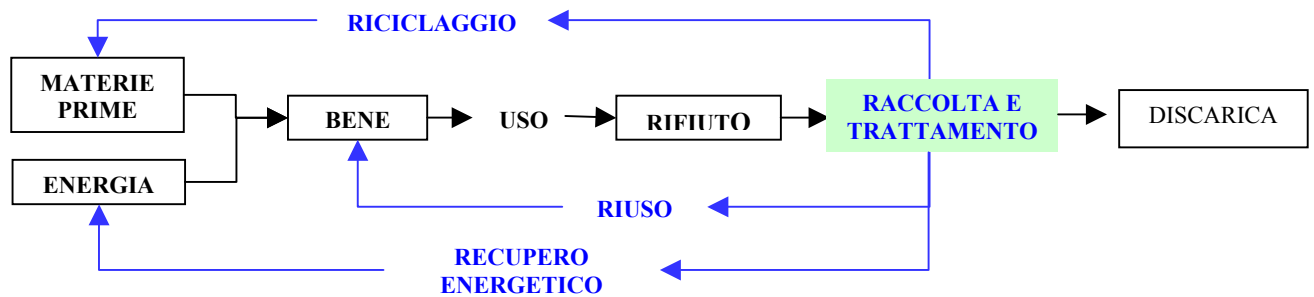 RICICLAGGIO
MATERIE
PRIME
BENE
USO
RIFIUTO
RACCOLTA E
TRATTAMENTO
DISCARICA
ENERGIA
RIUSO
RECUPERO
ENERGETICO